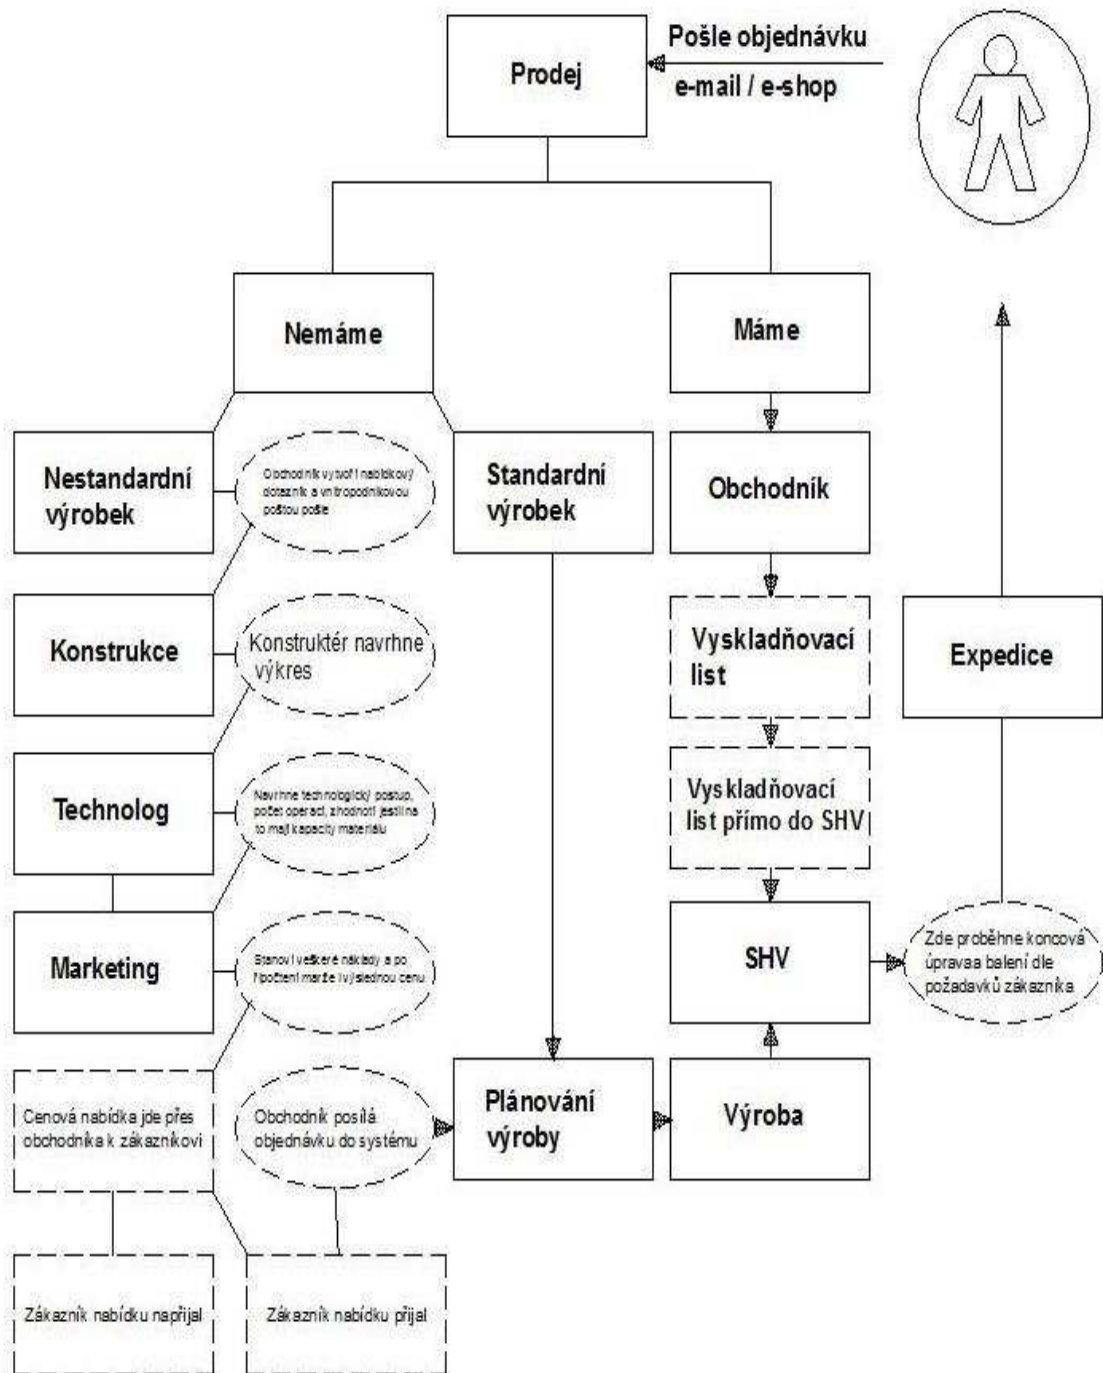 Pošle objednávku
Prodej
e-mail / e-shop
Nemáme
Máme
Nestandardní
výrobek
Obchodník vytvoří nabídkový
dotazník a vnitropodnikovou
poštou pošle
Standardní
výrobek
Obchodník
Konstrukce
Konstruktér navrhne
výkres
Vyskladňovací
list
Expedice
Technolog
Navrhne technologický postup,
počet operací, zhodnotí jestli na
to mají kapacity materiálu
Vyskladňovací
list přímo do SHV
Marketing
Stanoví veškeré náklady a po
řipočtení marže i výslednou cenu
SHV
Zde proběhne koncová
úpravaa balení dle
požadavků zákazníka
Cenová nabídka jde přes
obchodníka k zákazníkovi
Obchodník posílá
objednávku do systému
Plánování
výroby
Výroba
Zákazník nabídku napřijal
Zákazník nabídku přijal